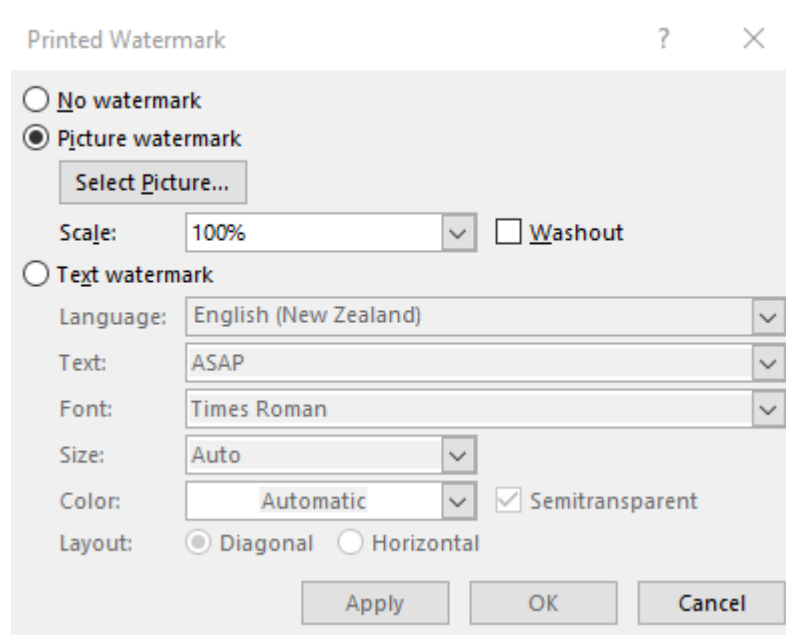 Printed Watermark ? ×
No watermark
Picture watermark
Select Picture...
Scale: 100% Washout
Text watermark
Language: English (New Zealand)
Text: ASAP
Font: Times Roman
Size: Auto
Color: Automatic Semitransparent
Layout: Diagonal Horizontal
Apply OK Cancel